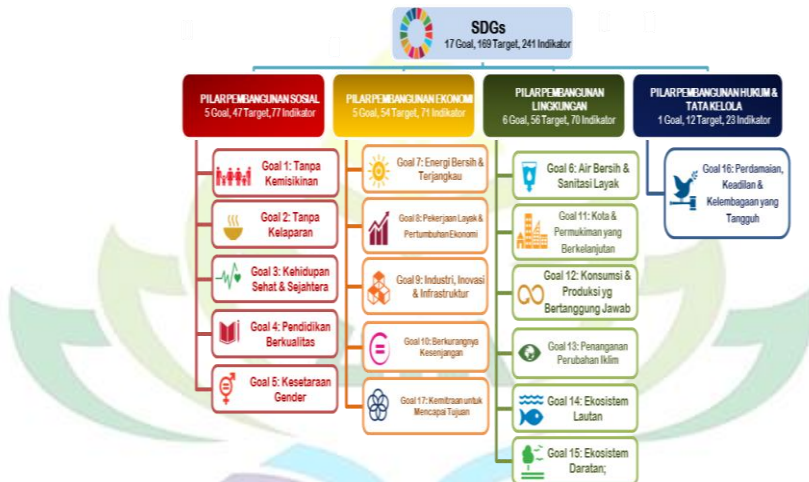 SDGs
17 Goal, 169 Target, 241 Indikator
PILAR PEMBANGUNAN SOSIAL
5 Goal, 47 Target,77 Indikator
Goal 1: Tanpa
Kemisikinan
Goal 2: Tanpa
Kelaparan
Goal 3: Kehidupan
Sehat & Sejahtera
Goal 4: Pendidikan
Berkualitas
Goal 5: Kesetaraan
Gender
PILAR PEMBANGUNAN EKONOMI
5 Goal, 54 Target, 71 Indikator
Goal 7: Energi Bersih &
Terjangkau
Goal 8: Pekerjaan Layak &
Pertumbuhan Ekonomi
Goal 9: Industri, Inovasi
& Infrastruktur
Goal 10: Berkurangnya
Kesenjangan
Goal 17: Kemitraan untuk
Mencapai Tujuan
PILAR PEMBANGUNAN
LINGKUNGAN
6 Goal, 56 Target, 70 Indikator
Goal 6: Air Bersih &
Sanitasi Layak
Goal 11: Kota &
Permukiman yang
Berkelanjutan
Goal 12: Konsumsi &
Produksi yg
Bertanggung Jawab
Goal 13: Penanganan
Perubahan Iklim
Goal 14: Ekosistem
Lautan
Goal 15: Ekosistem
Daratan;
PILAR PEMBANGUNAN HUKUM &
TATA KELOLA
1 Goal, 12 Target, 23 Indikator
Goal 16: Perdamaian,
Keadilan &
Kelembagaan yang
Tangguh